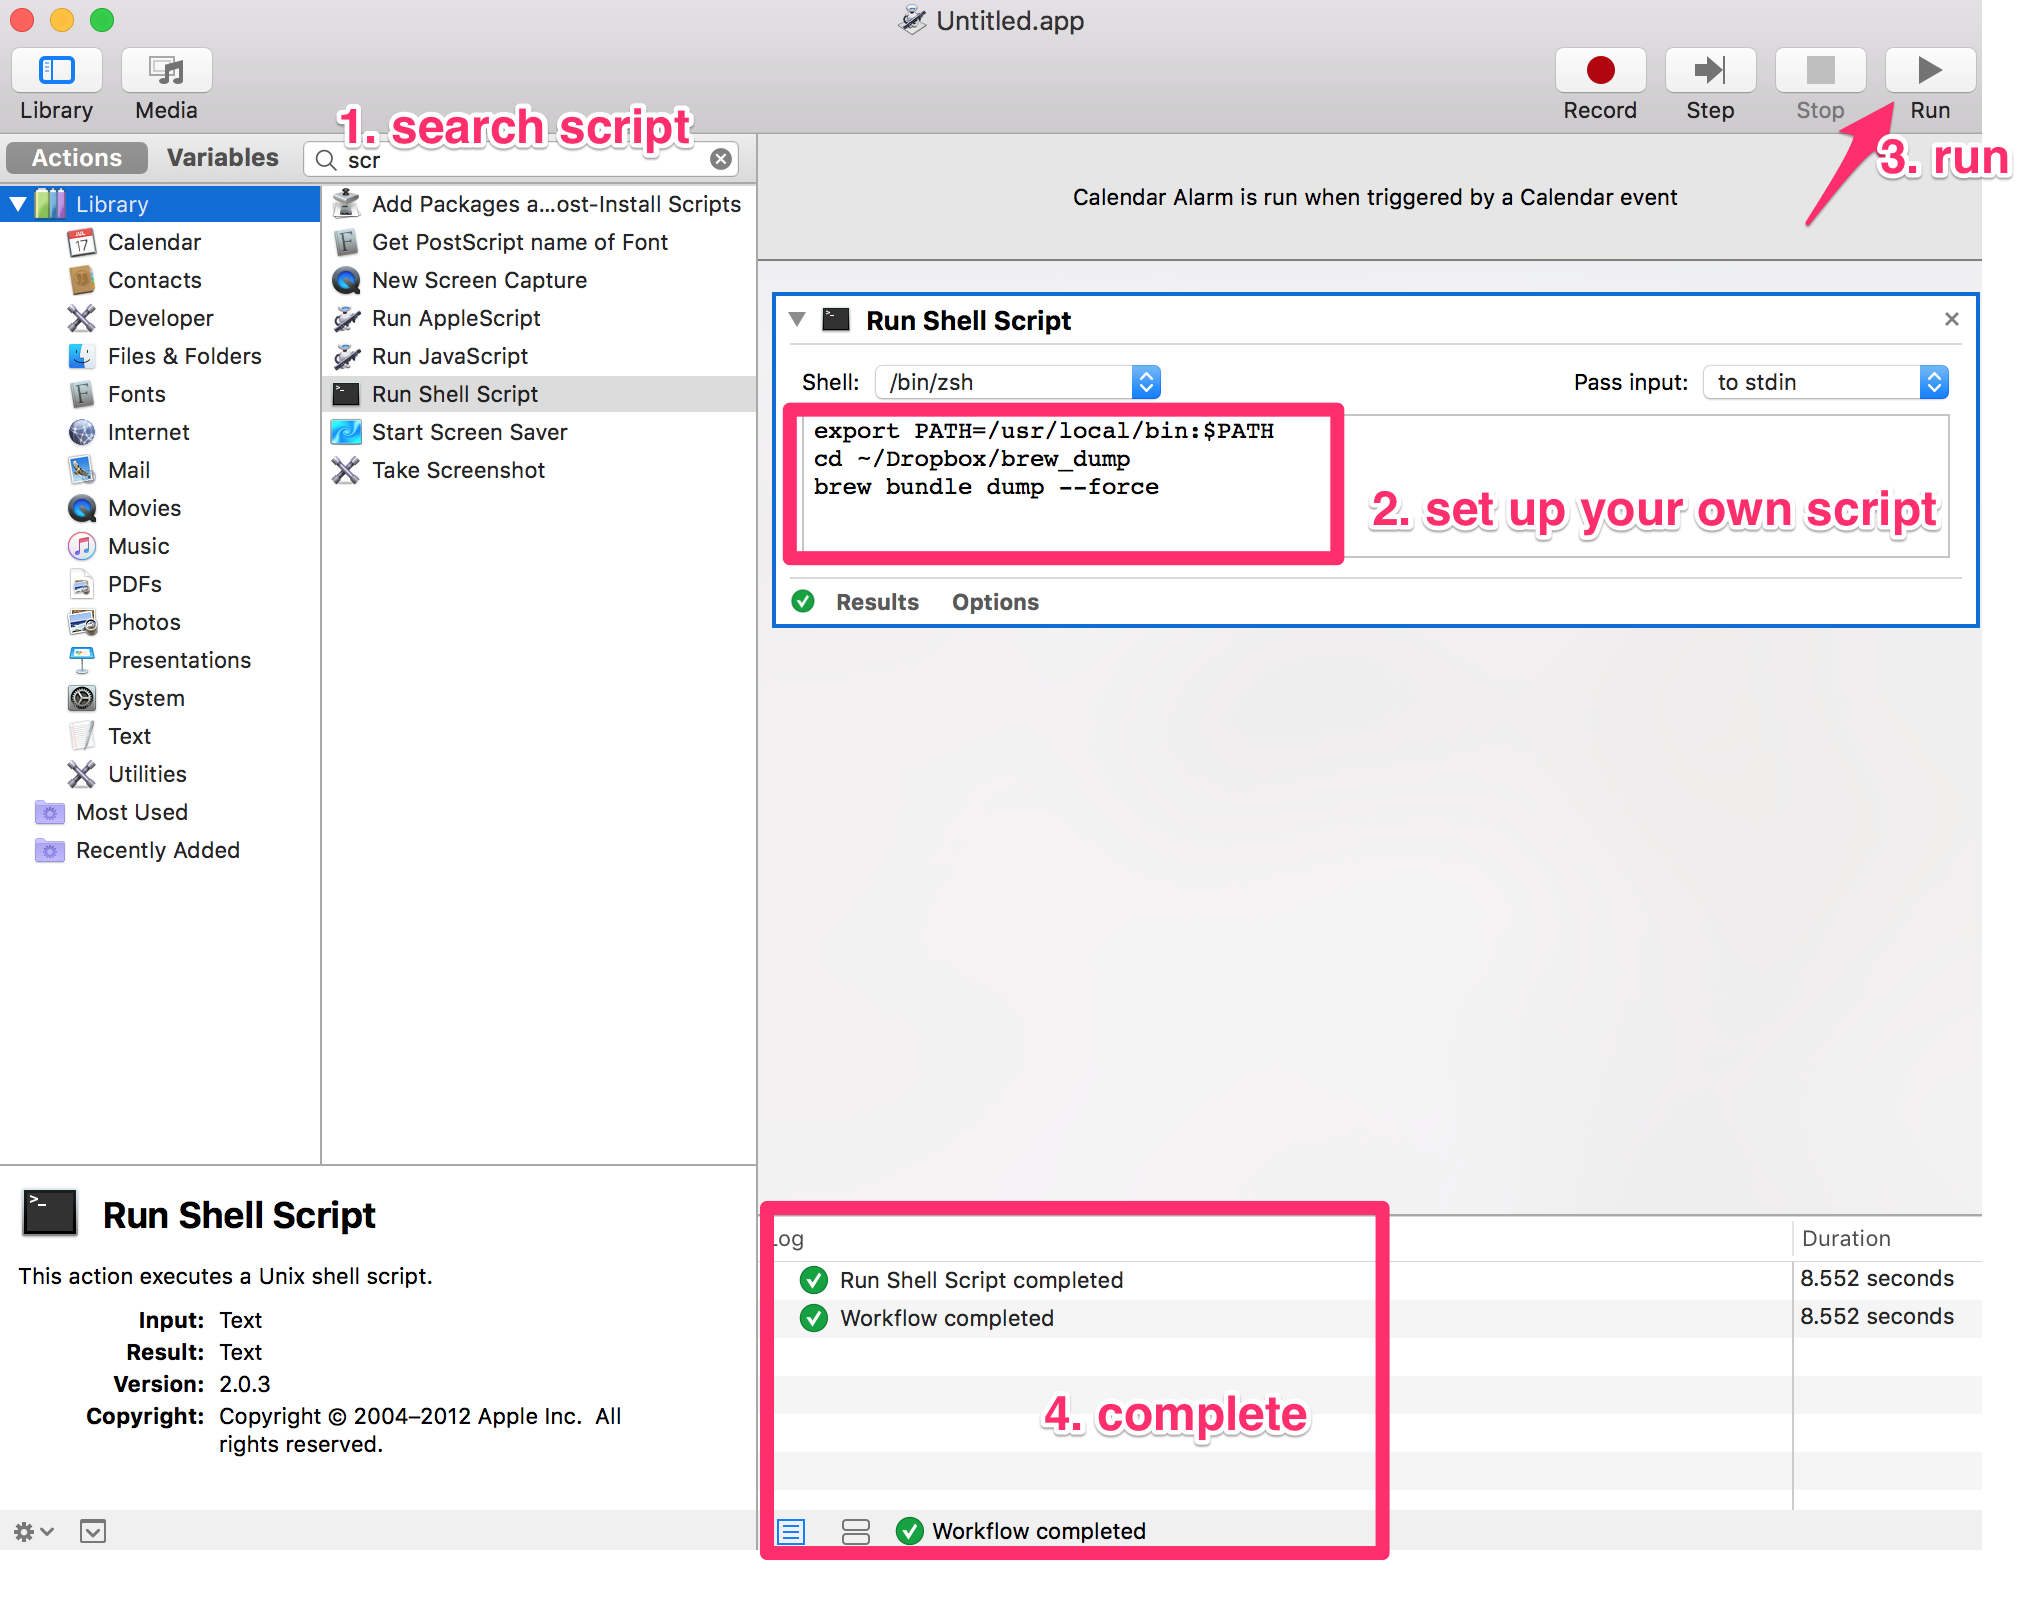 Untitled.app
Library
Media
Record
Step
Stop
Run
1. search script
3. run
Actions
Variables
scr
Library
Calendar
JUL
17
Contacts
Developer
Files & Folders
Fonts
Internet
Mail
Movies
Music
PDFs
Photos
Presentations
System
Text
Utilities
Most Used
Recently Added
Add Packages a...ost-Install Scripts
Get PostScript name of Font
New Screen Capture
Run AppleScript
Run JavaScript
Run Shell Script
Start Screen Saver
Take Screenshot
Calendar Alarm is run when triggered by a Calendar event
Run Shell Script
Shell: /bin/zsh
Pass input: to stdin
export PATH=/usr/local/bin:$PATH
cd ~/Dropbox/brew_dump
brew bundle dump --force
2. set up your own script
Results
Options
Run Shell Script
This action executes a Unix shell script.
Input: Text
Result: Text
Version: 2.0.3
Copyright: Copyright © 2004–2012 Apple Inc. All
rights reserved.
Log
Duration
Run Shell Script completed
8.552 seconds
Workflow completed
8.552 seconds
4. complete
Workflow completed